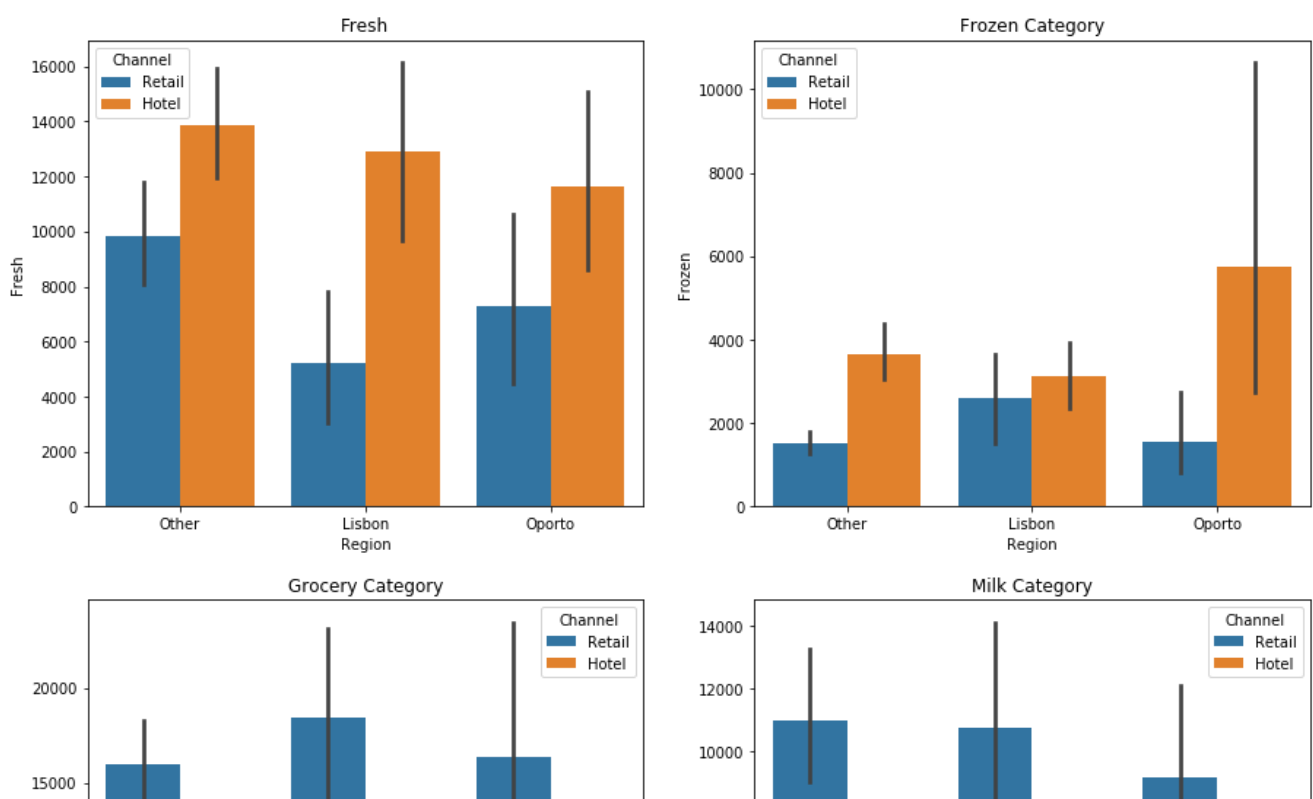 Fresh
Channel
Retail
Hotel
16000
14000
12000
10000
8000
6000
4000
2000
0
Fresh
Other
Lisbon
Oporto
Region
Frozen Category
Channel
Retail
Hotel
10000
8000
6000
4000
2000
0
Frozen
Other
Lisbon
Oporto
Region
Grocery Category
Channel
Retail
Hotel
20000
15000
Milk Category
Channel
Retail
Hotel
14000
12000
10000